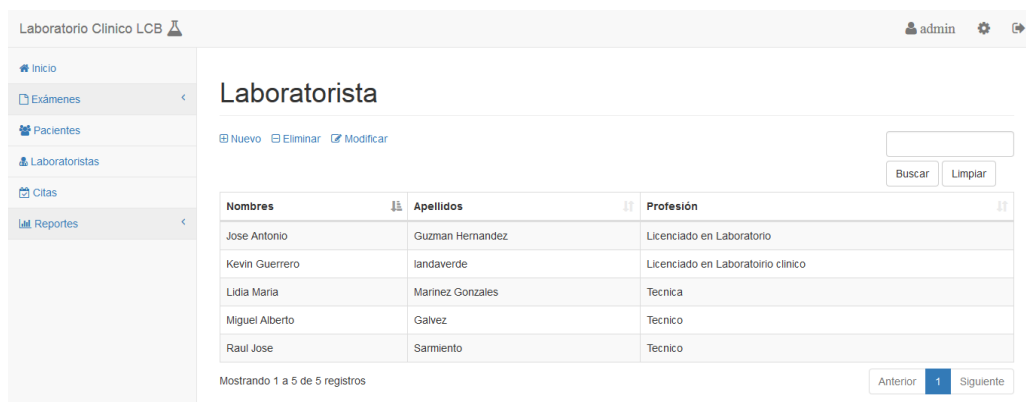 Laboratorio Clinico LCB
admin
Inicio
Exámenes
Pacientes
Laboratoristas
Citas
Reportes
Laboratorista
Nuevo Eliminar Modificar
Buscar Limpiar
Nombres Apellidos Profesión
Jose Antonio Guzman Hernandez Licenciado en Laboratorio
Kevin Guerrero landaverde Licenciado en Laboratoirio clinico
Lidia Maria Marinez Gonzales Tecnica
Miguel Alberto Galvez Tecnico
Raul Jose Sarmiento Tecnico
Mostrando 1 a 5 de 5 registros
Anterior 1 Siguiente